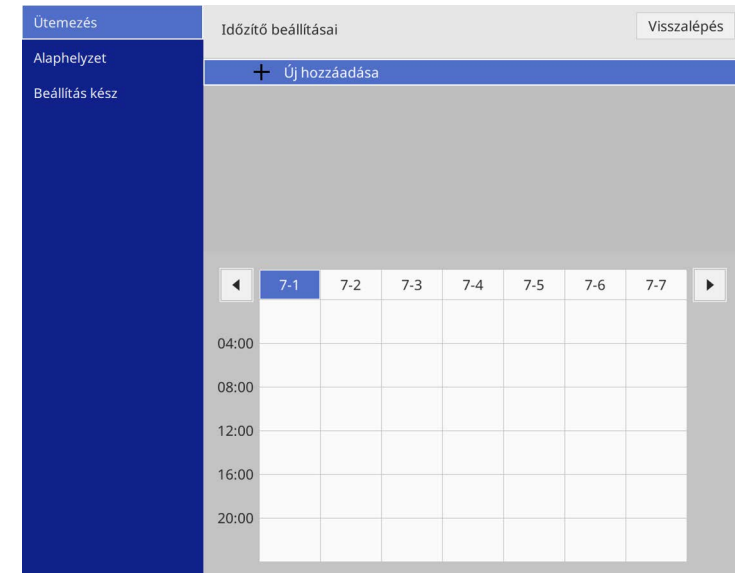 Ütemezés
Alaphelyzet
Beállítás kész
Időzítő beállításai
Visszalépés
Új hozzáadása
7-1 7-2 7-3 7-4 7-5 7-6 7-7
04:00
08:00
12:00
16:00
20:00